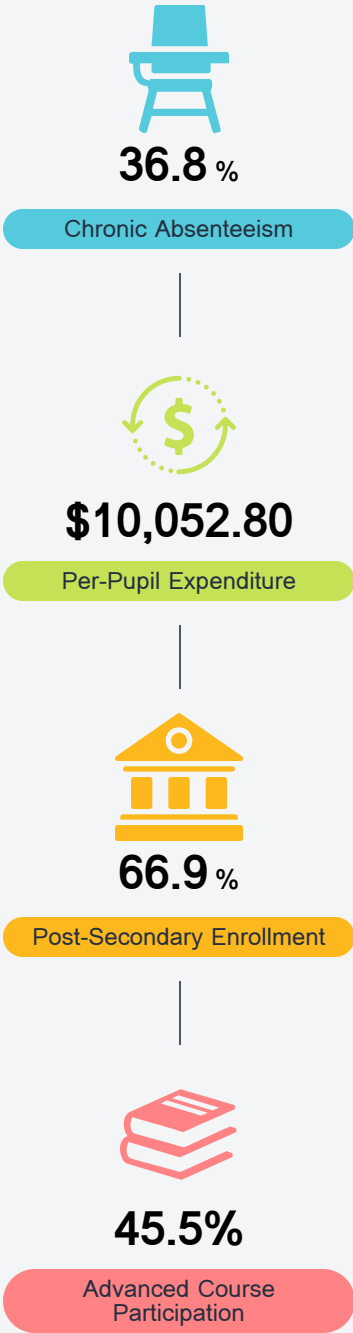 36.8 %
Chronic Absenteeism
$
$10,052.80
Per-Pupil Expenditure
66.9 %
Post-Secondary Enrollment
45.5%
Advanced Course
Participation